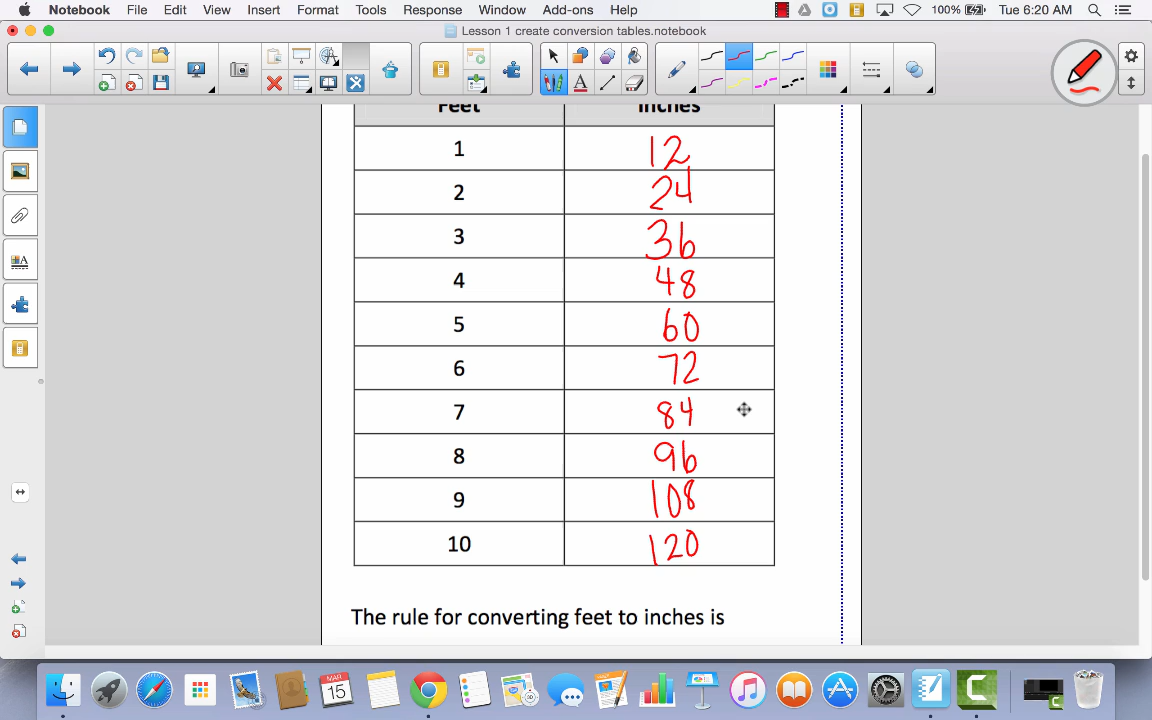 Notebook File Edit View Insert Format Tools Response Window Add-ons Help 100% Tue 6:20 AM
Lesson 1 create conversion tables.notebook
Feet Inches
1 12
2 24
3 36
4 48
5 60
6 72
7 84
8 96
9 108
10 120
The rule for converting feet to inches is
MAR
15